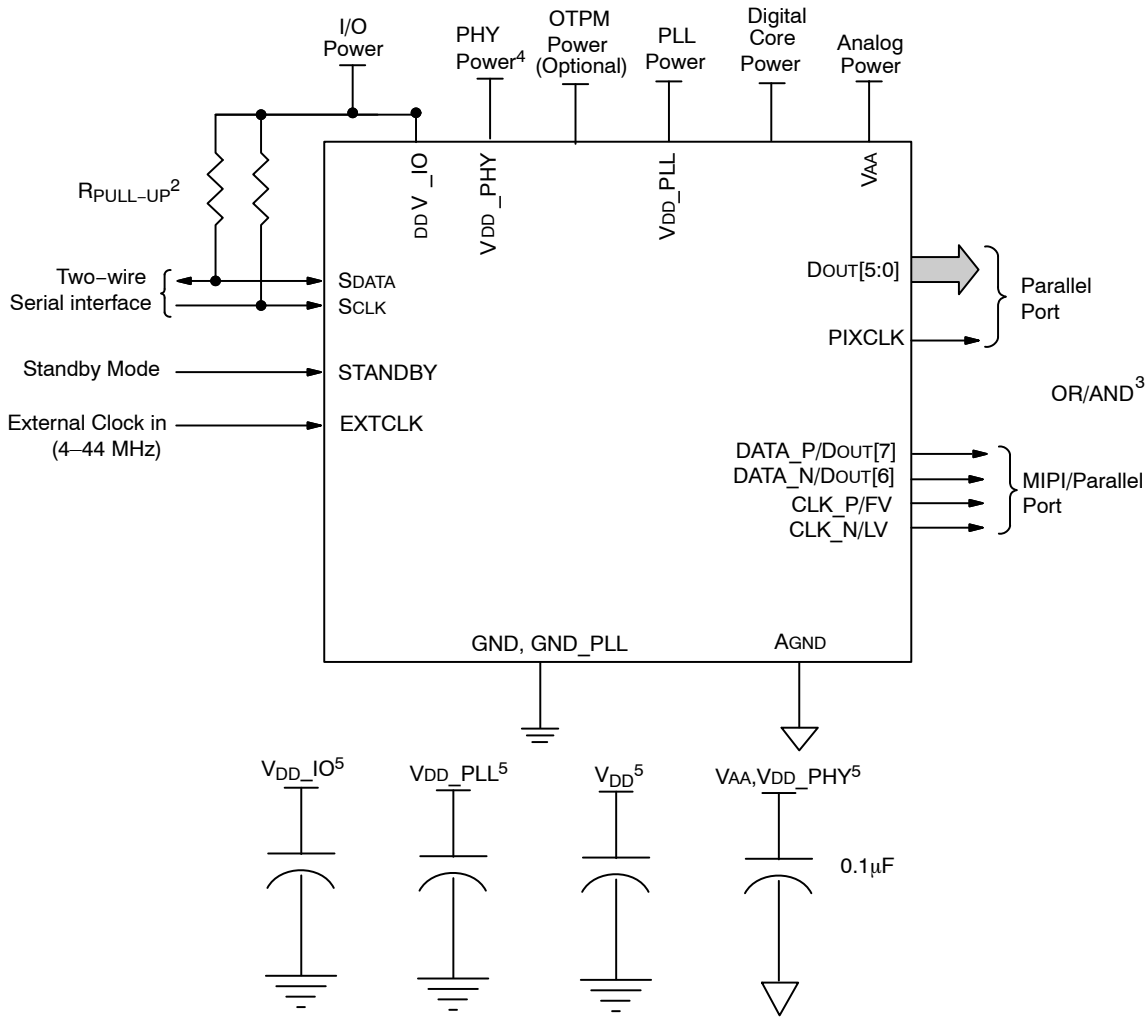 I/O
Power
PHY
Power4
OTPM
Power
(Optional)
PLL
Power
Digital
Core
Power
Analog
Power
RPULL–UP2
DD V _IO
VDD _PHY
VDD_PLL
VAA
Two–wire
Serial interface
SDATA
SCLK
Standby Mode
STANDBY
External Clock in
(4–44 MHz)
EXTCLK
DOUT[5:0]
PIXCLK
Parallel
Port
OR/AND3
DATA_P/DOUT[7]
DATA_N/DOUT[6]
CLK_P/FV
CLK_N/LV
MIPI/Parallel
Port
GND, GND_PLL
AGND
VDD_IO5
VDD_PLL5
VDD5
VAA,VDD_PHY5
0.1μF